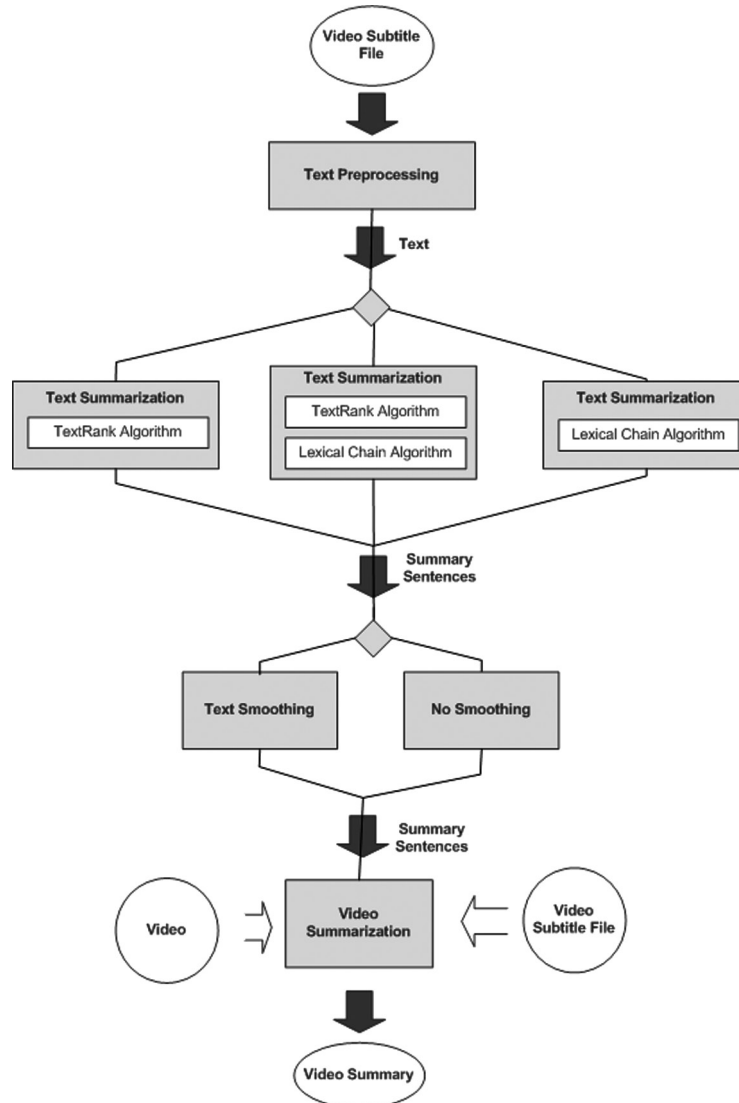 Video Subtitle
File
Text Preprocessing
Text
Text Summarization
TextRank Algorithm
Text Summarization
TextRank Algorithm
Lexical Chain Algorithm
Text Summarization
Lexical Chain Algorithm
Summary
Sentences
Text Smoothing
No Smoothing
Summary
Sentences
Video
Video
Summarization
Video
Subtitle File
Video Summary